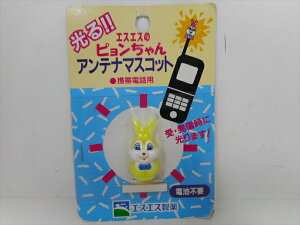 光る!!
エスエスの
ピョンちゃん
アンテナマスコット
●携帯電話用
受・発信時に
光ります!
電池不要
エスエス製薬